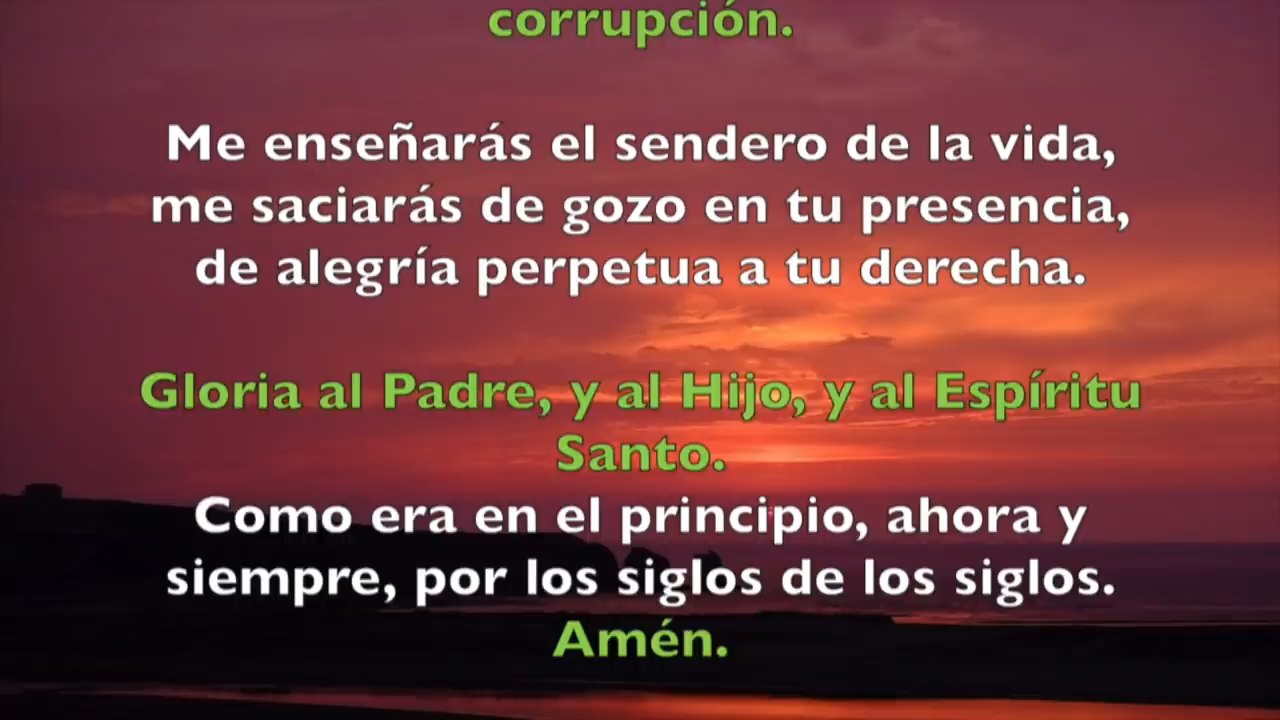 corrupción.
Me enseñarás el sendero de la vida,
me saciarás de gozo en tu presencia,
de alegría perpetua a tu derecha.
Gloria al Padre, y al Hijo, y al Espíritu
Santo.
Como era en el principio, ahora y
siempre, por los siglos de los siglos.
Amén.